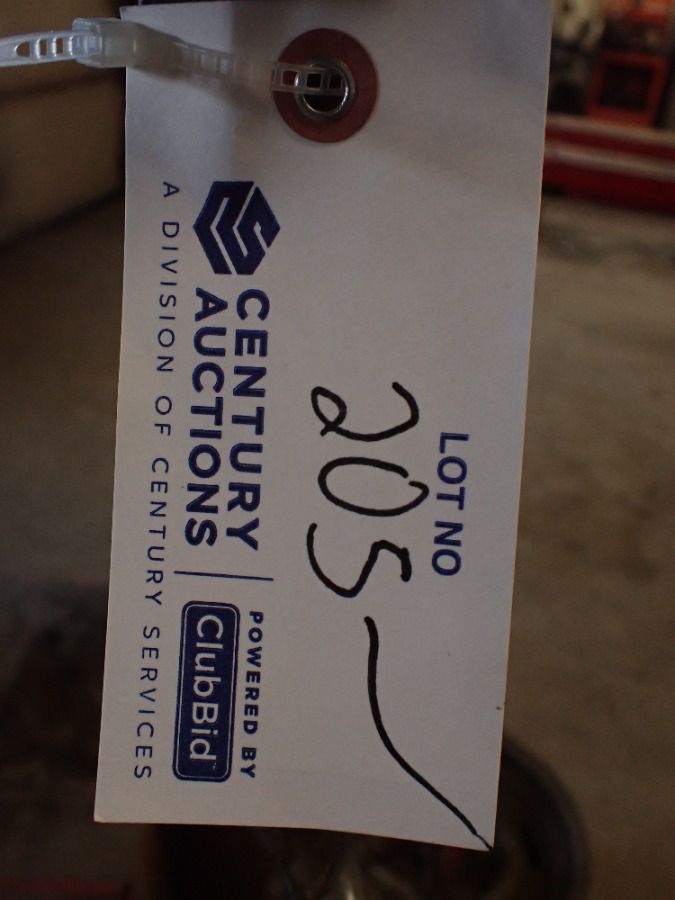 LOT NO
205
CENTURY
AUCTIONS
POWERED BY
ClubBid
A DIVISION OF CENTURY SERVICES